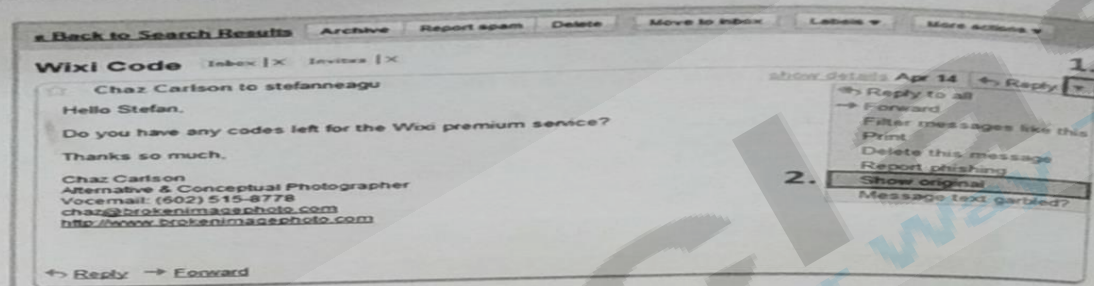 « Back to Search Results Archive Report spam Delete Move to Inbox Labels ▾ More actions ▾
Wixi Code Inbox | X Invites | X
1.
Chaz Carlson to stefanneagu show details Apr 14 Reply ▾
Hello Stefan,
Do you have any codes left for the Wixi premium service?
Thanks so much,
Chaz Carlson
Alternative & Conceptual Photographer
Vocemail: (602) 515-8778
chaz@brokenimagephoto.com
http://www.brokenimagephoto.com
Reply to all
Forward
Filter messages like this
Print
Delete this message
Report phishing
2. Show original
Message text garbled?
Reply Forward
way